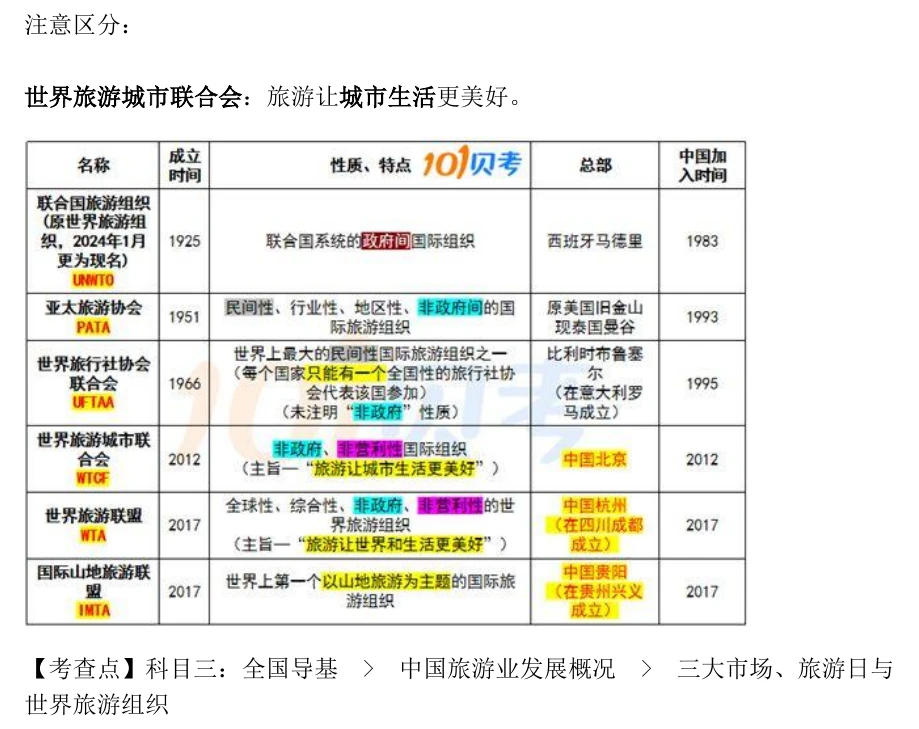 注意区分：
世界旅游城市联合会：旅游让城市生活更美好。
名称
成立
时间
性质、特点
101贝考
总部
中国加
入时间
联合国旅游组织
(原世界旅游组
织，2024年1月
更为现名)
UNWTO
1925
联合国系统的政府间国际组织
西班牙马德里
1983
亚太旅游协会
PATA
1951
民间性、行业性、地区性、非政府间的国
际旅游组织
原美国旧金山
现泰国曼谷
1993
世界旅行社协会
联合会
UFTAA
1966
世界上最大的民间性国际旅游组织之一
（每个国家只能有一个全国性的旅行社协
会代表该国参加）
（未注明“非政府”性质）
比利时布鲁塞
尔
（在意大利罗
马成立）
1995
世界旅游城市联
合会
WTCF
2012
非政府、非营利性国际组织
（主旨—“旅游让城市生活更美好”）
中国北京
2012
世界旅游联盟
WTA
2017
全球性、综合性、非政府、非营利性的世
界旅游组织
（主旨—“旅游让世界和生活更美好”）
中国杭州
（在四川成都
成立）
2017
国际山地旅游联
盟
IMTA
2017
世界上第一个以山地旅游为主题的国际旅
游组织
中国贵阳
（在贵州兴义
成立）
2017
101贝考
【考查点】科目三：全国导基 > 中国旅游业发展概况 > 三大市场、旅游日与
世界旅游组织